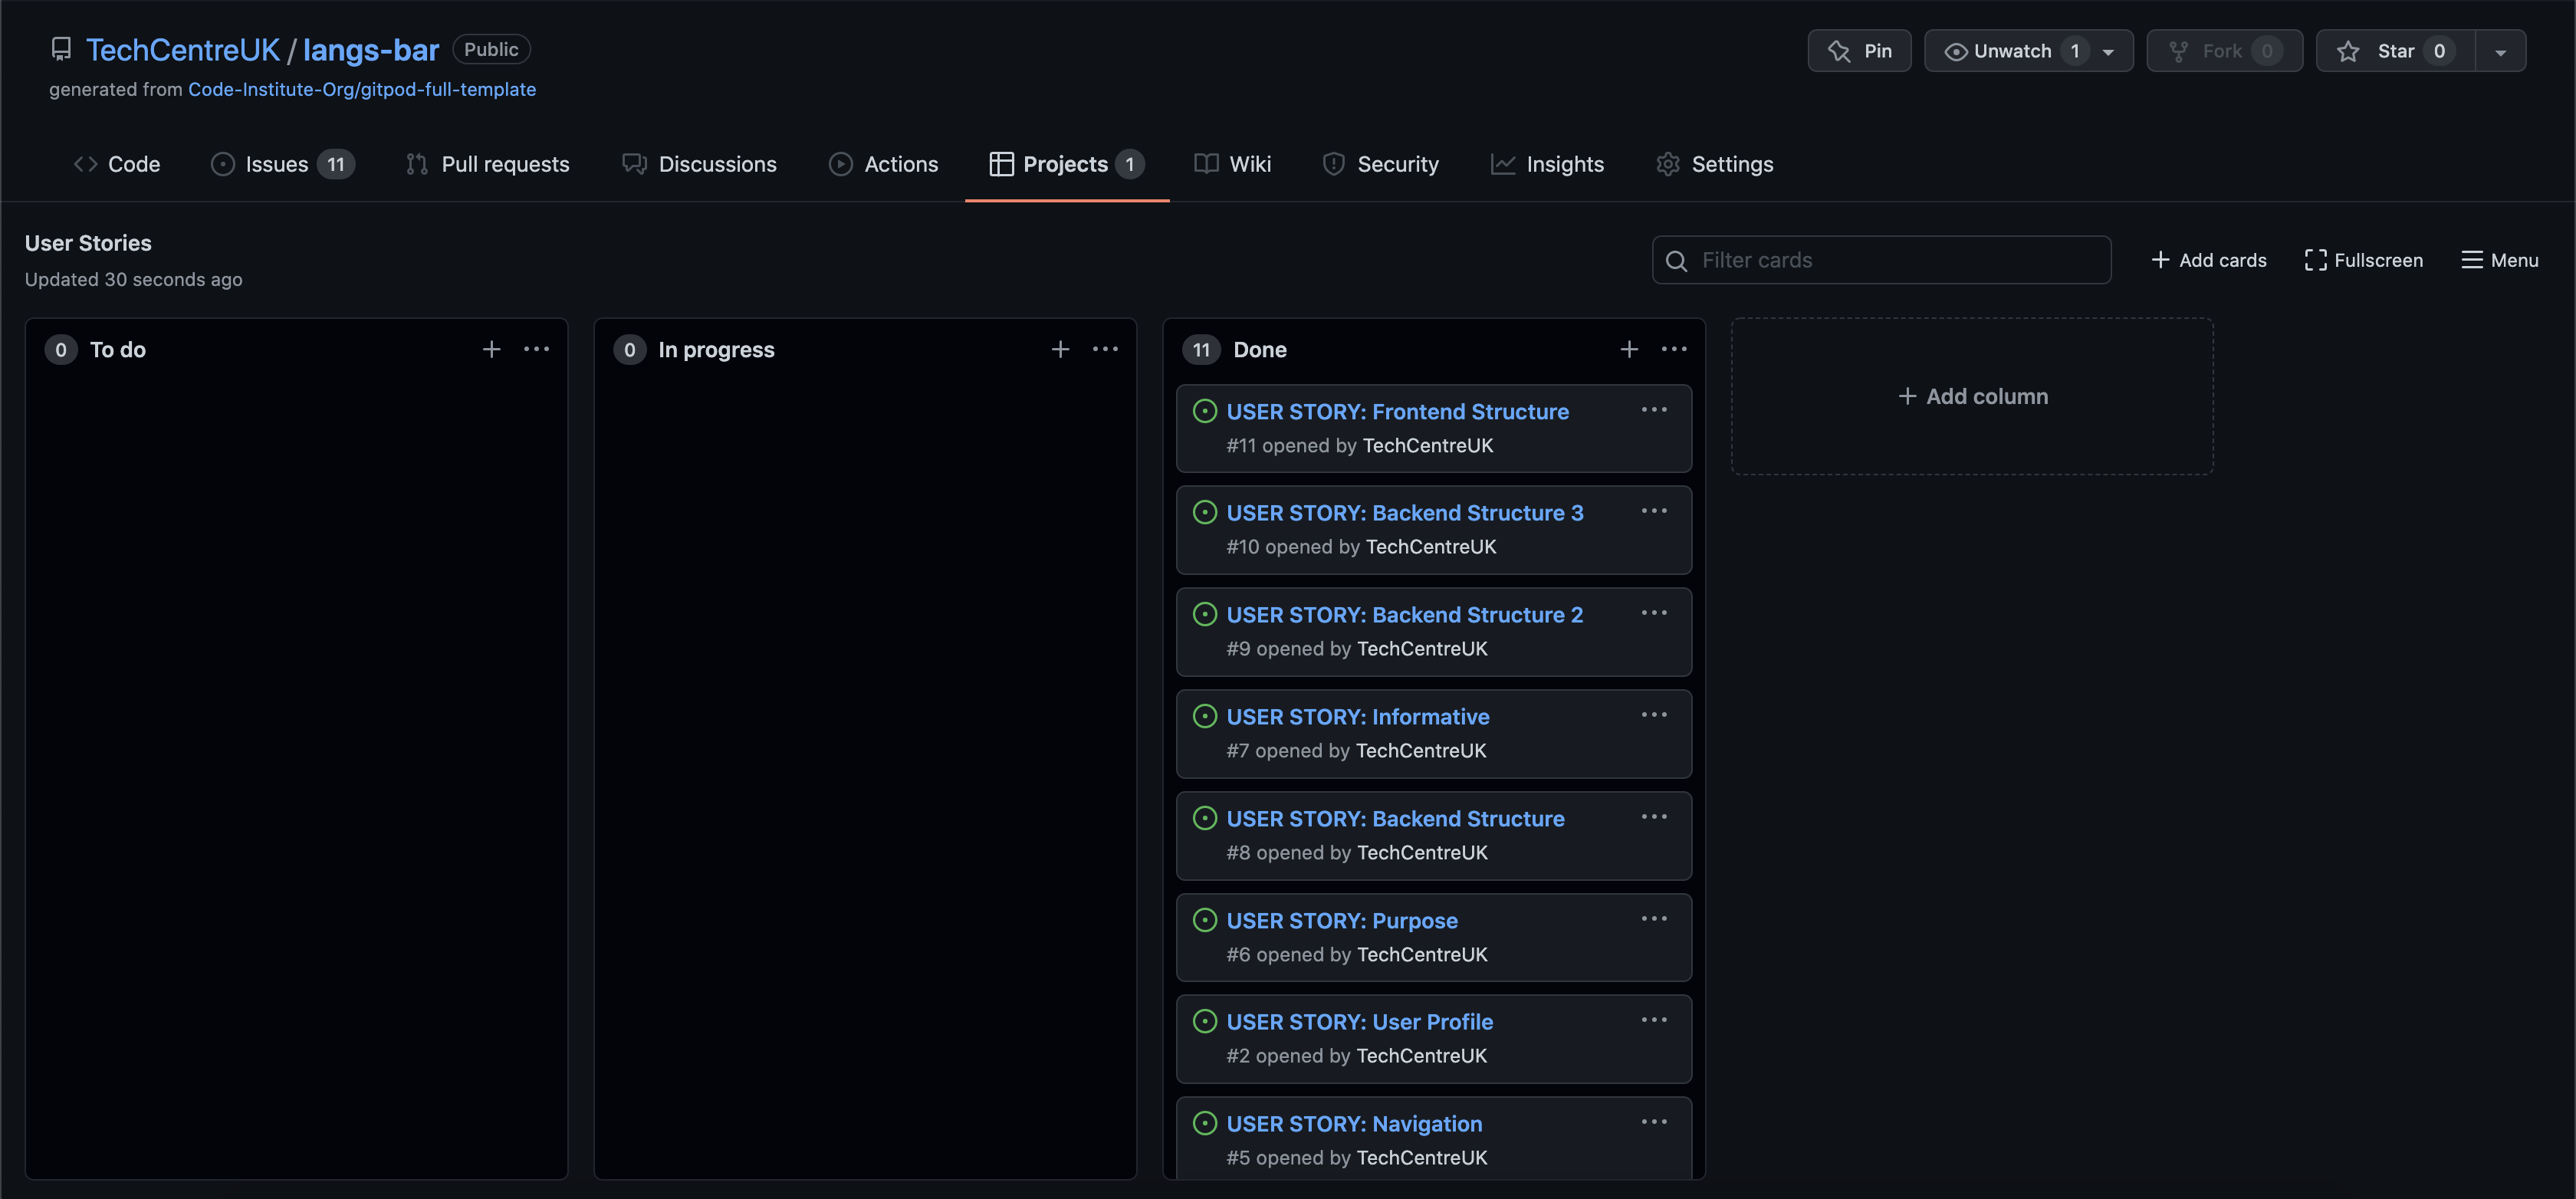 TechCentreUK / langs-bar Public
Pin
Unwatch 1
Fork 0
Star 0
generated from Code-Institute-Org/gitpod-full-template
Code
Issues 11
Pull requests
Discussions
Actions
Projects 1
Wiki
Security
Insights
Settings
User Stories
Updated 30 seconds ago
Filter cards
Add cards
Fullscreen
Menu
0 To do
0 In progress
11 Done
USER STORY: Frontend Structure
#11 opened by TechCentreUK
USER STORY: Backend Structure 3
#10 opened by TechCentreUK
USER STORY: Backend Structure 2
#9 opened by TechCentreUK
USER STORY: Informative
#7 opened by TechCentreUK
USER STORY: Backend Structure
#8 opened by TechCentreUK
USER STORY: Purpose
#6 opened by TechCentreUK
USER STORY: User Profile
#2 opened by TechCentreUK
USER STORY: Navigation
#5 opened by TechCentreUK
Add column